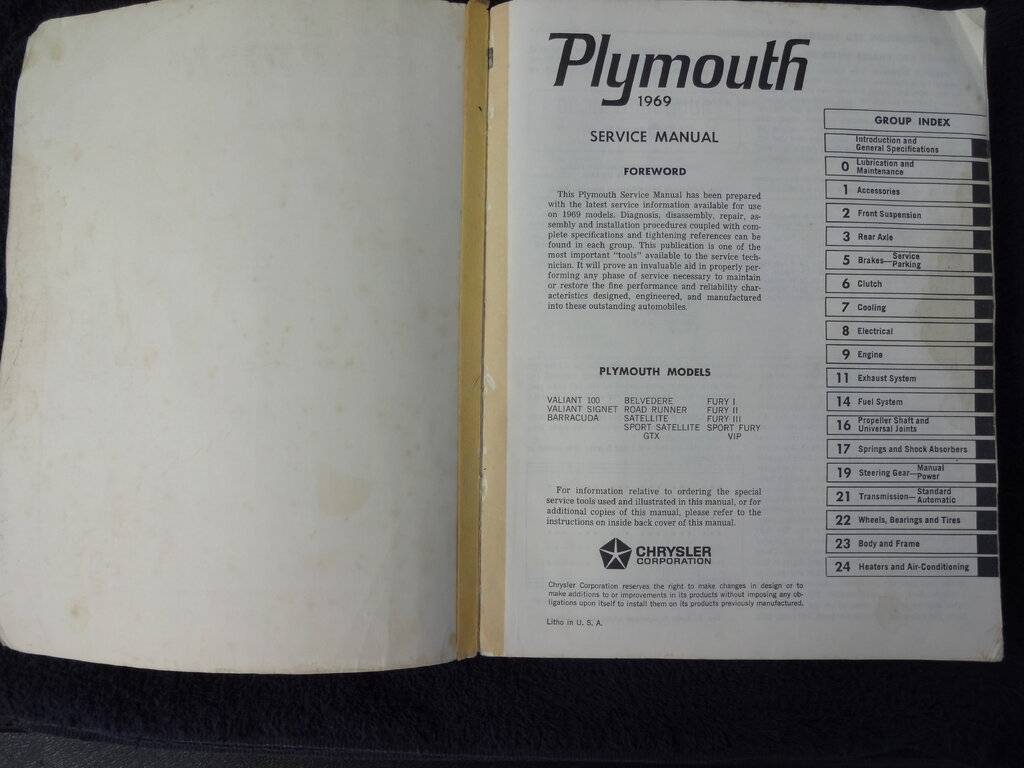 Plymouth
1969
SERVICE MANUAL
FOREWORD
This Plymouth Service Manual has been prepared
with the latest service information available for use
on 1969 models. Diagnosis, disassembly, repair, as-
sembly and installation procedures coupled with com-
plete specifications and tightening references can be
found in each group. This publication is one of the
most important "tools" available to the service tech-
nician. It will prove an invaluable aid in properly per-
forming any phase of service necessary to maintain
or restore the fine performance and reliability char-
acteristics designed, engineered, and manufactured
into these outstanding automobiles.
PLYMOUTH MODELS
VALIANT 100 BELVEDERE FURY I
VALIANT SIGNET ROAD RUNNER FURY II
BARRACUDA SATELLITE FURY III
SPORT SATELLITE SPORT FURY
GTX VIP
For information relative to ordering the special
service tools used and illustrated in this manual, or for
additional copies of this manual, please refer to the
instructions on inside back cover of this manual.
CHRYSLER
CORPORATION
Chrysler Corporation reserves the right to make changes in design or to
make additions to or improvements in its products without imposing any ob-
ligations upon itself to install them on its products previously manufactured.
Litho in U. S. A.
GROUP INDEX
Introduction and
General Specifications
0 Lubrication and
Maintenance
1 Accessories
2 Front Suspension
3 Rear Axle
5 Brakes—Service
Parking
6 Clutch
7 Cooling
8 Electrical
9 Engine
11 Exhaust System
14 Fuel System
16 Propeller Shaft and
Universal Joints
17 Springs and Shock Absorbers
19 Steering Gear—Manual
Power
21 Transmission—Standard
Automatic
22 Wheels, Bearings and Tires
23 Body and Frame
24 Heaters and Air-Conditioning